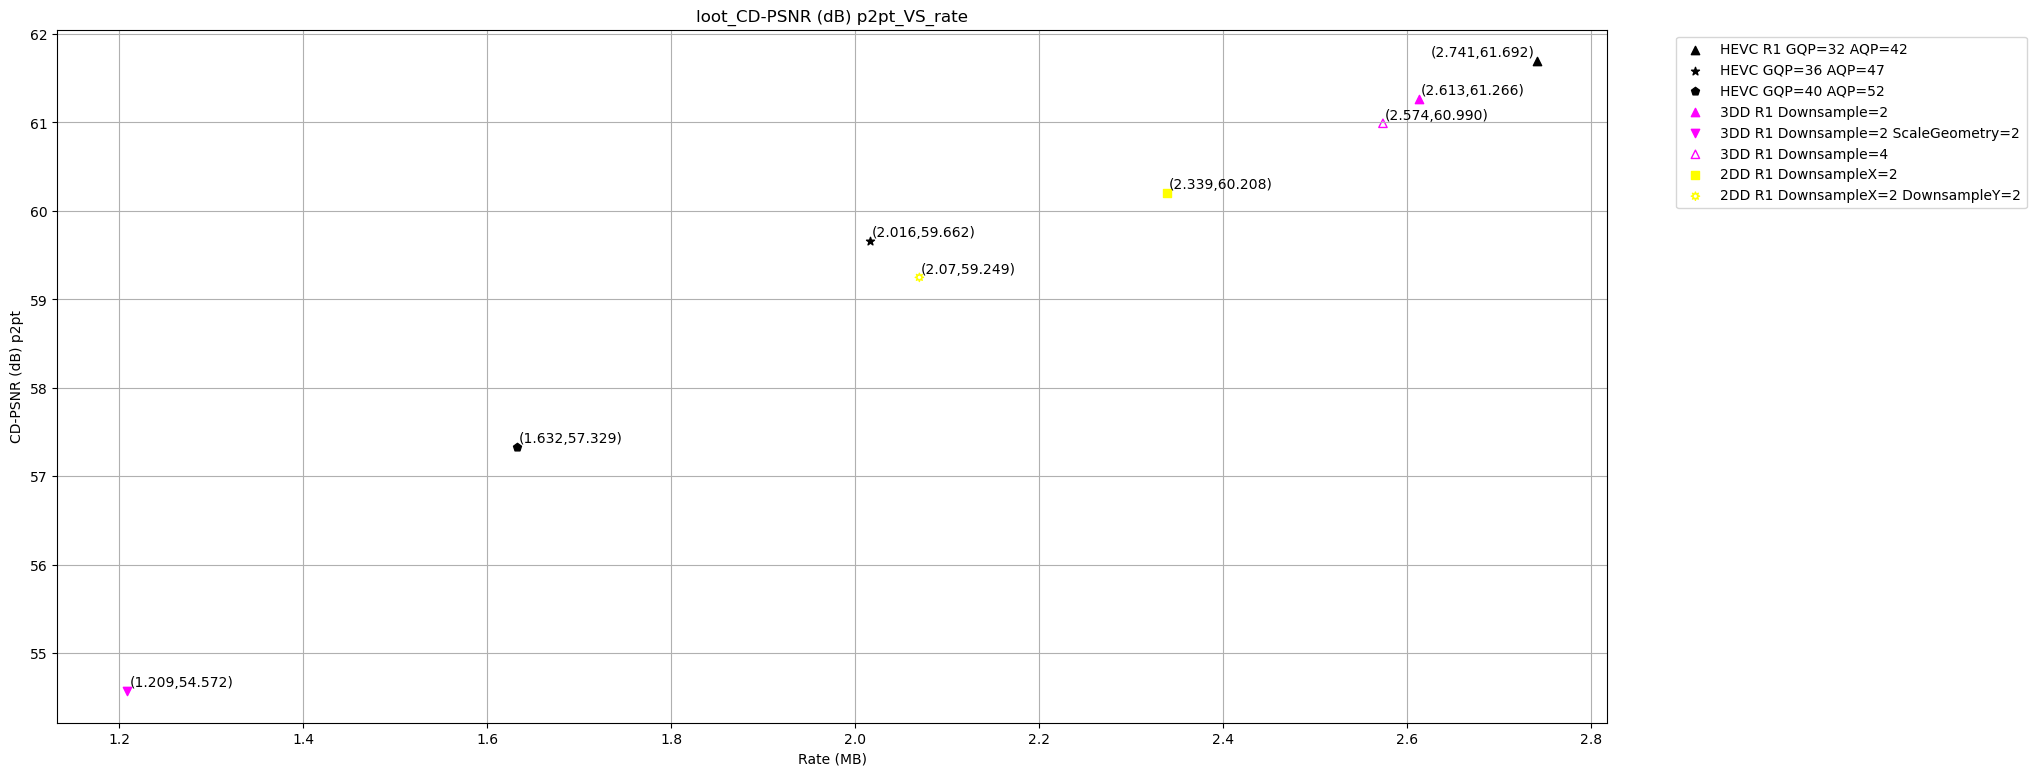 loot_CD-PSNR (dB) p2pt_VS_rate
62
61
60
59
58
57
56
55
CD-PSNR (dB) p2pt
(2.741,61.692)
(2.613,61.266)
(2.574,60.990)
(2.339,60.208)
(2.016,59.662)
(2.07,59.249)
(1.632,57.329)
(1.209,54.572)
1.2
1.4
1.6
1.8
2.0
2.2
2.4
2.6
2.8
Rate (MB)
HEVC R1 GQP=32 AQP=42
HEVC GQP=36 AQP=47
HEVC GQP=40 AQP=52
3DD R1 Downsample=2
3DD R1 Downsample=2 ScaleGeometry=2
3DD R1 Downsample=4
2DD R1 DownsampleX=2
2DD R1 DownsampleX=2 DownsampleY=2